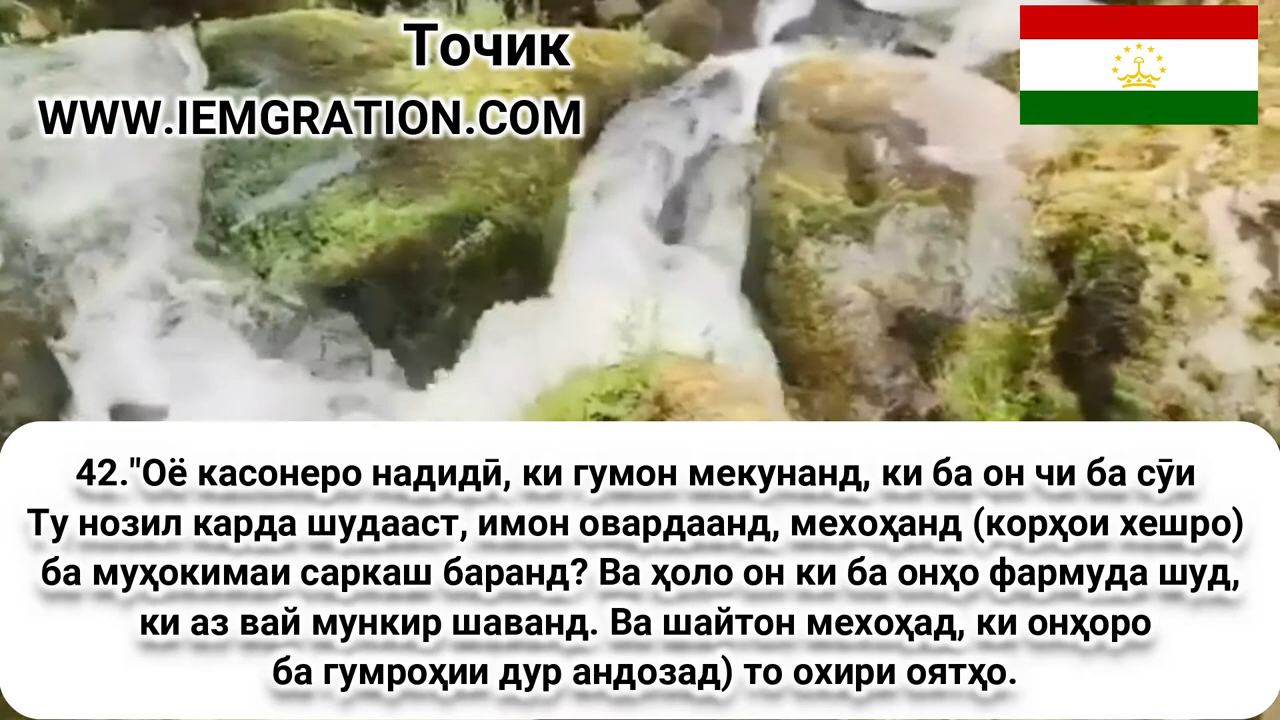 Точик
WWW.IEMGRATION.COM
42."Оё касонеро надидӣ, ки гумон мекунанд, ки ба он чи ба сӯи
Ту нозил карда шудааст, имон овардаанд, мехоҳанд (корҳои хешро)
ба муҳокимаи саркаш баранд? Ва ҳоло он ки ба онҳо фармуда шуд,
ки аз вай мункир шаванд. Ва шайтон мехоҳад, ки онҳоро
ба гумроҳии дур андозад) то охири оятҳо.